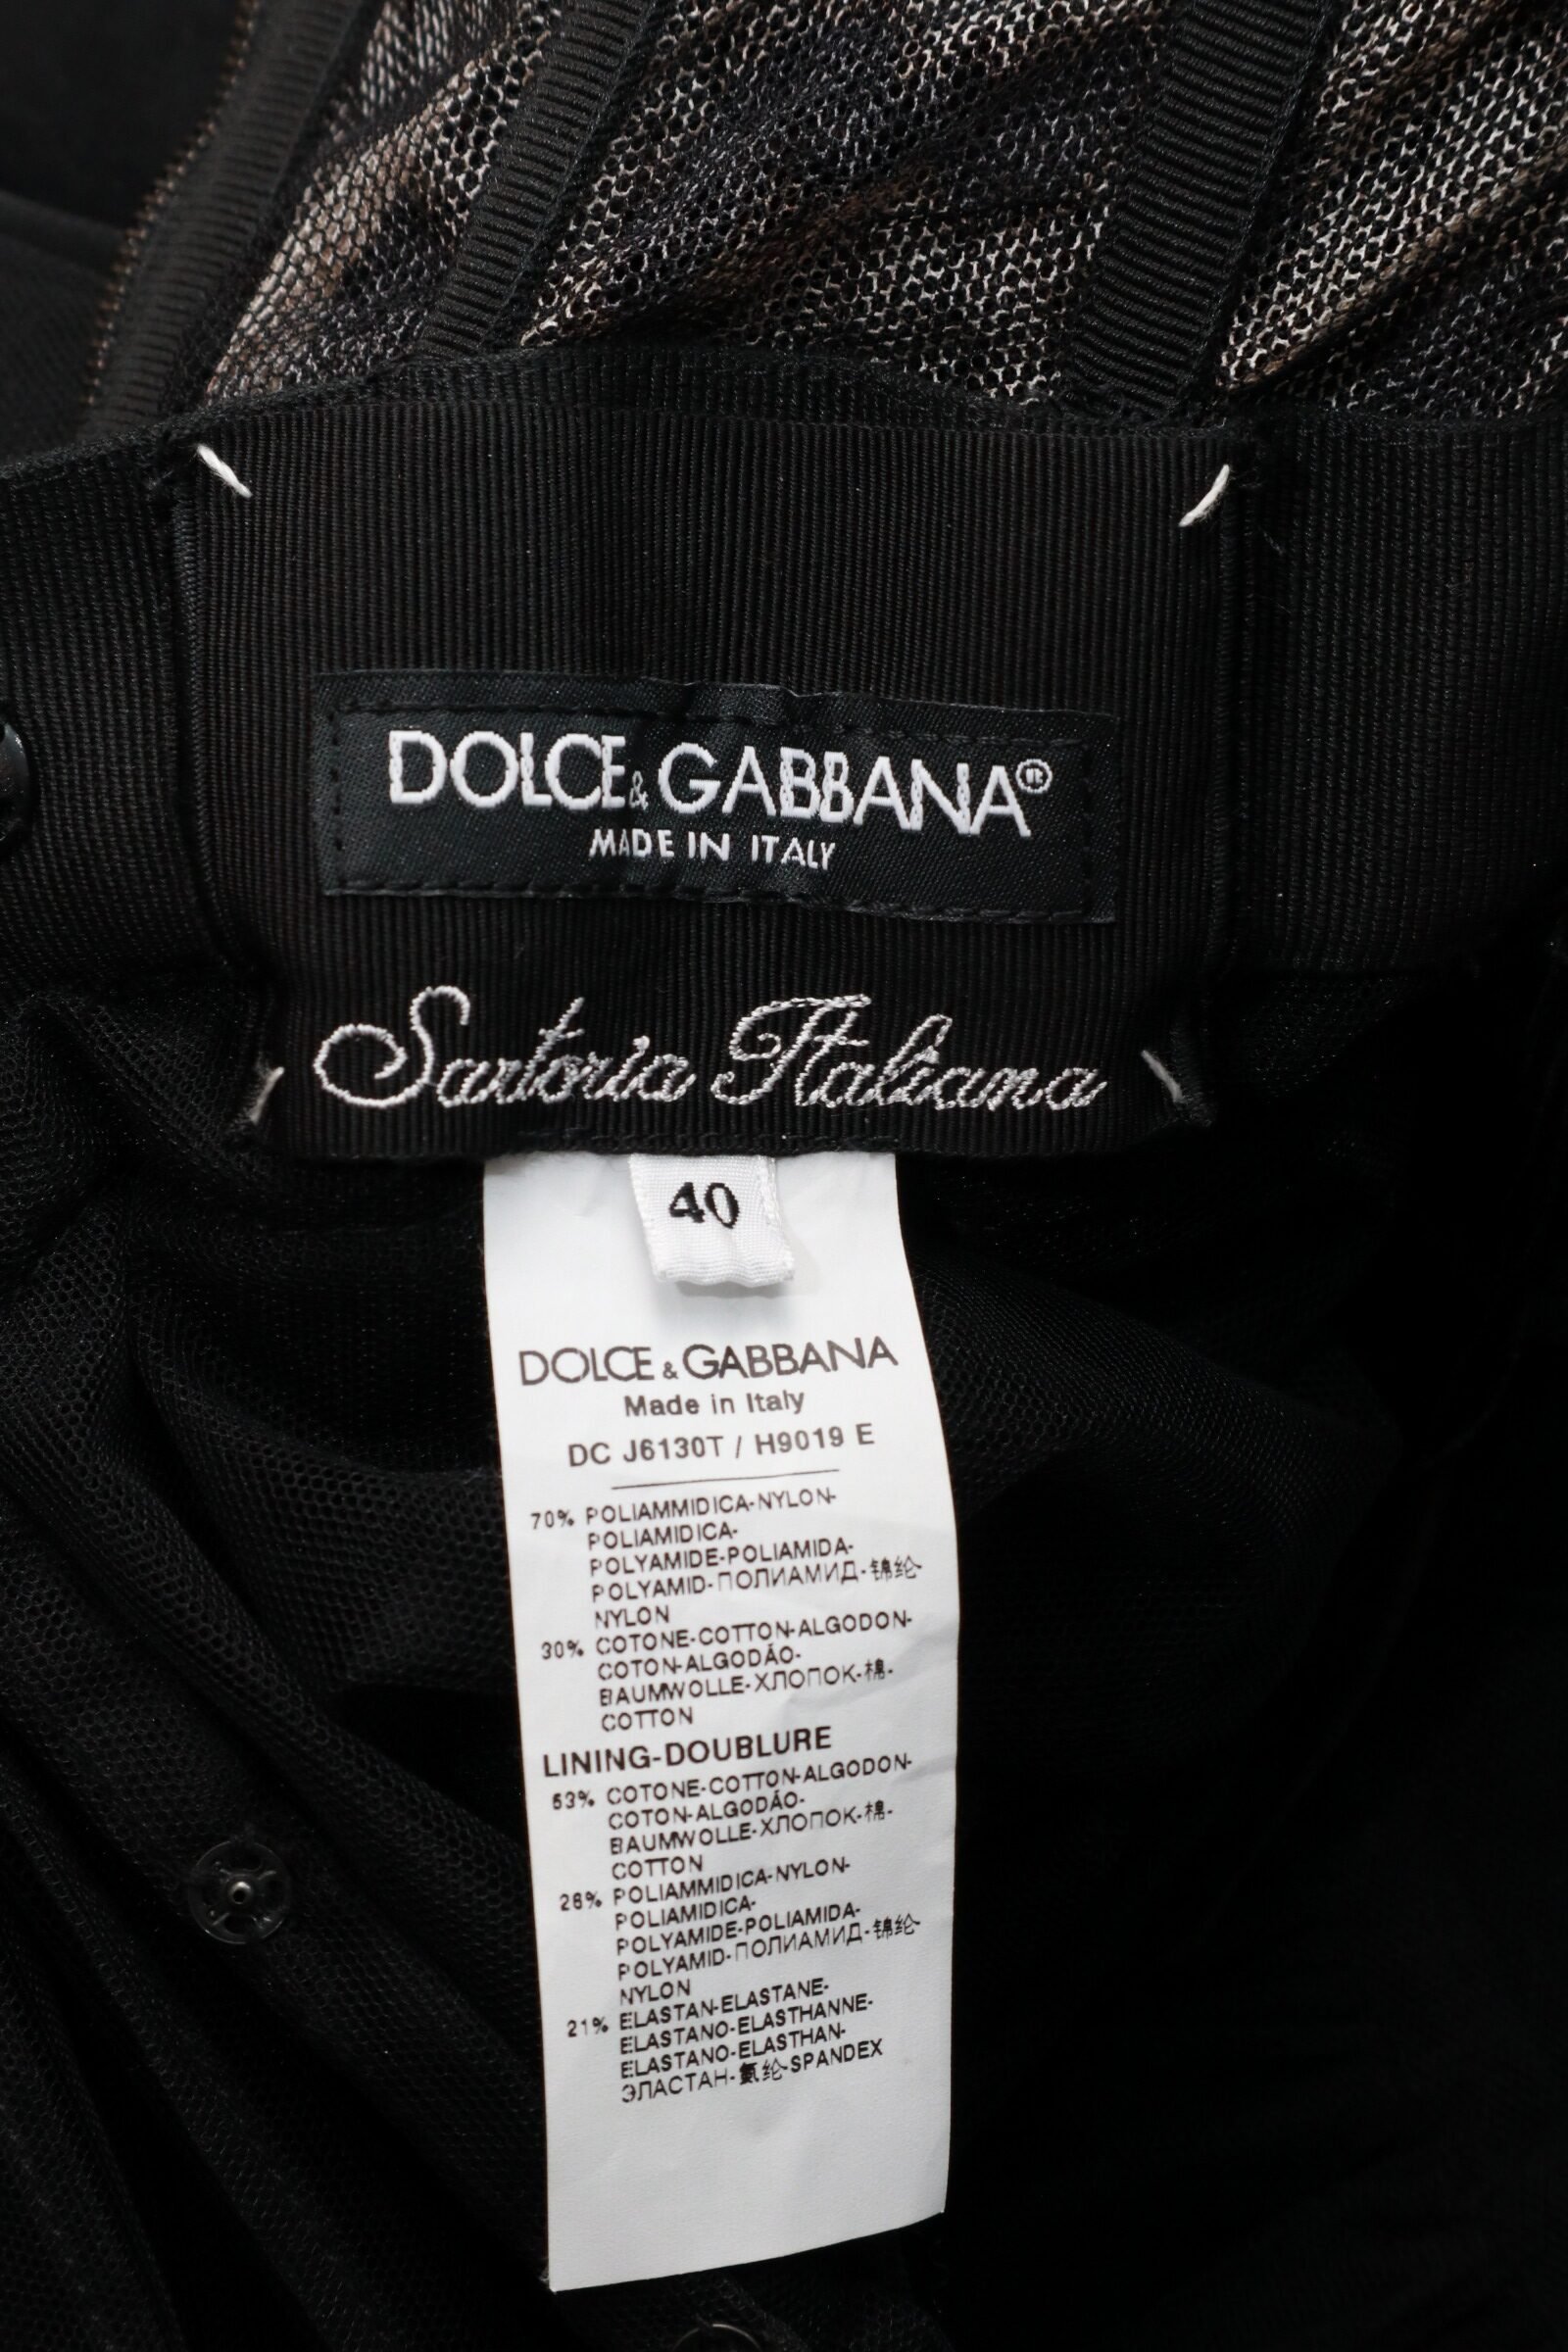 DOLCE & GABBANA®
MADE IN ITALY
Sartoria Italiana
40
DOLCE & GABBANA
Made in Italy
DC J6130T / H9019 E
70% POLIAMMIDICA-NYLON-
POLIAMIDICA-
POLYAMIDE-POLIAMIDA-
POLYAMID-ПОЛИАМИД-锦纶-
NYLON
30% COTONE-COTTON-ALGODON-
COTON-ALGODÃO-
BAUMWOLLE-ХЛОПОК-棉-
COTTON
LINING-DOUBLURE
53% COTONE-COTTON-ALGODON-
COTON-ALGODÃO-
BAUMWOLLE-ХЛОПОК-棉-
COTTON
26% POLIAMMIDICA-NYLON-
POLIAMIDICA-
POLYAMIDE-POLIAMIDA-
POLYAMID-ПОЛИАМИД-锦纶-
NYLON
21% ELASTAN-ELASTANE-
ELASTANO-ELASTHANNE-
ELASTANO-ELASTHAN-
ЭЛАСТАН-氨纶-SPANDEX